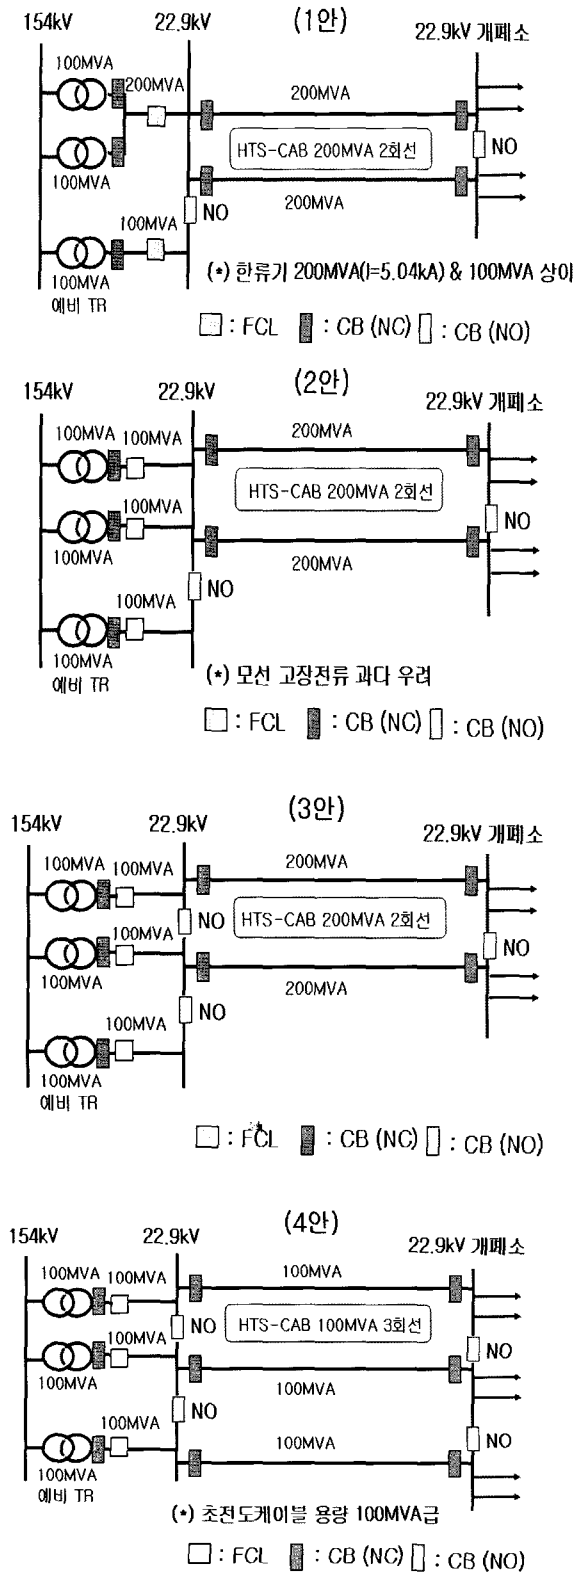 (1안)
154kV 22.9kV 22.9kV 개폐소
100MVA
200MVA 200MVA
HTS-CAB 200MVA 2회선 NO
100MVA
100MVA NO 200MVA
100MVA
예비 TR
(*) 한류기 200MVA(I=5.04kA) & 100MVA 상이
: FCL : CB (NC) : CB (NO)
(2안)
154kV 22.9kV 22.9kV 개폐소
100MVA 100MVA 200MVA
HTS-CAB 200MVA 2회선
100MVA NO
100MVA 200MVA
100MVA NO
100MVA
예비 TR
(*) 모선 고장전류 과다 우려
: FCL : CB (NC) : CB (NO)
(3안)
154kV 22.9kV 22.9kV 개폐소
100MVA 100MVA 200MVA
NO HTS-CAB 200MVA 2회선
100MVA NO
100MVA 200MVA
100MVA NO
100MVA
예비 TR
: FCL : CB (NC) : CB (NO)
(4안)
154kV 22.9kV 22.9kV 개폐소
100MVA 100MVA 100MVA
NO HTS-CAB 100MVA 3회선
100MVA NO
100MVA 100MVA
100MVA NO 100MVA NO
100MVA
예비 TR
(*) 초전도케이블 용량 100MVA급
: FCL : CB (NC) : CB (NO)